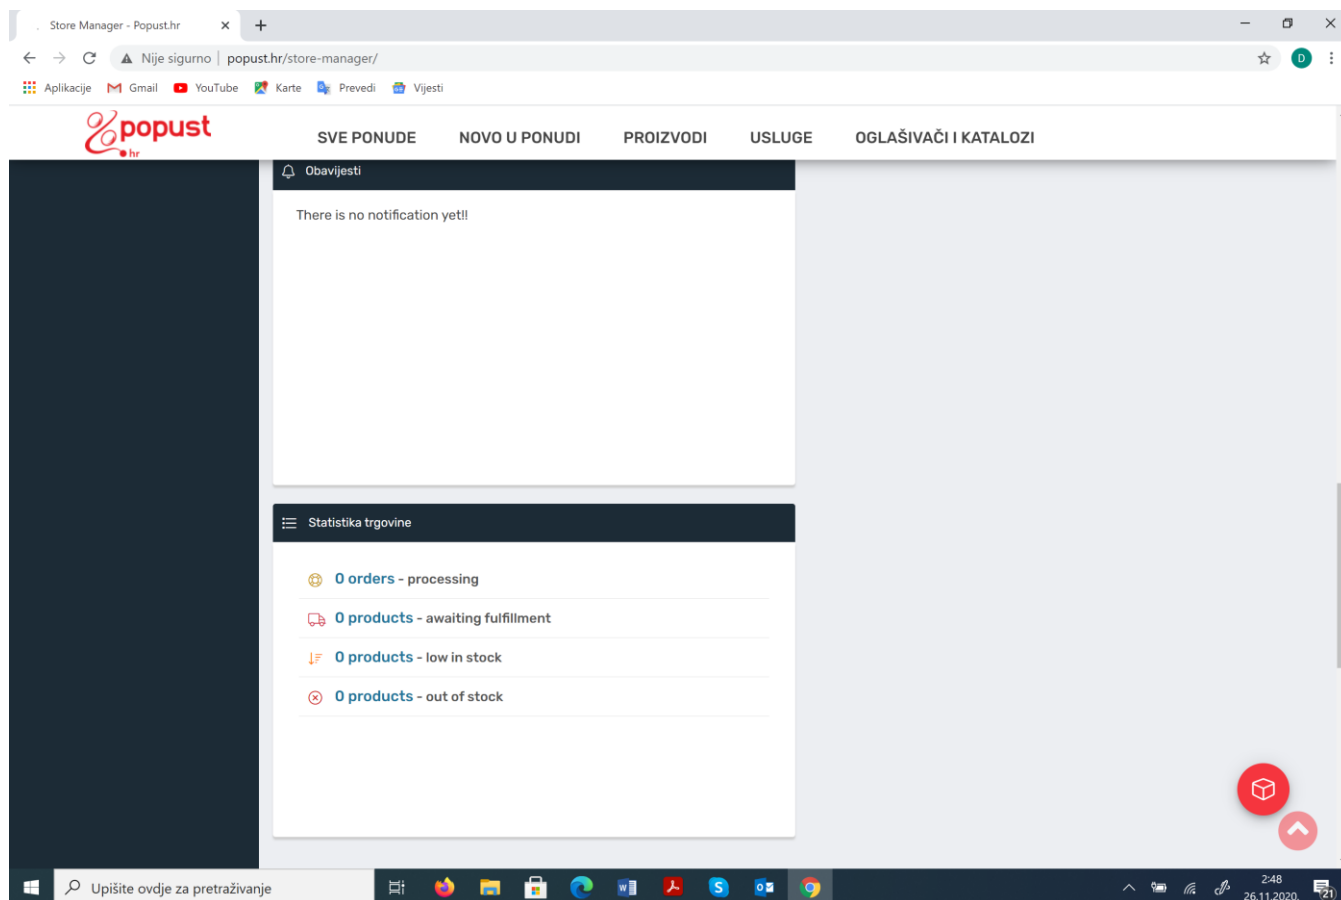 Store Manager - Popust.hr
Nije sigurno | popust.hr/store-manager/
D
Aplikacije Gmail YouTube Karte Prevedi Vijesti
popust
hr
SVE PONUDE NOVO U PONUDI PROIZVODI USLUGE OGLAŠIVAČI I KATALOZI
Obavijesti
There is no notification yet!!
Statistika trgovine
0 orders - processing
0 products - awaiting fulfillment
0 products - low in stock
0 products - out of stock
Upišite ovdje za pretraživanje
2:48
26.11.2020.
21